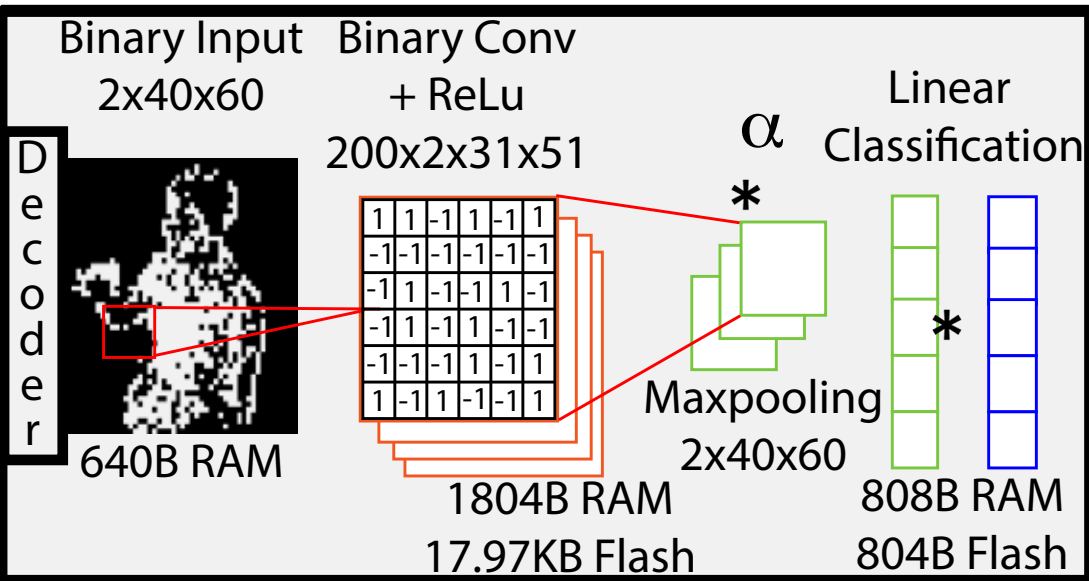 Binary Input
2x40x60
Decoder
640B RAM
Binary Conv
+ ReLu
200x2x31x51
1 1 -1 1 -1 1
-1 -1 -1 -1 -1 -1
-1 1 -1 -1 1 -1
-1 1 -1 1 -1 -1
-1 -1 -1 -1 1 1
1 -1 1 -1 -1 1
1804B RAM
17.97KB Flash
α
*
Maxpooling
2x40x60
Linear
Classification
*
808B RAM
804B Flash